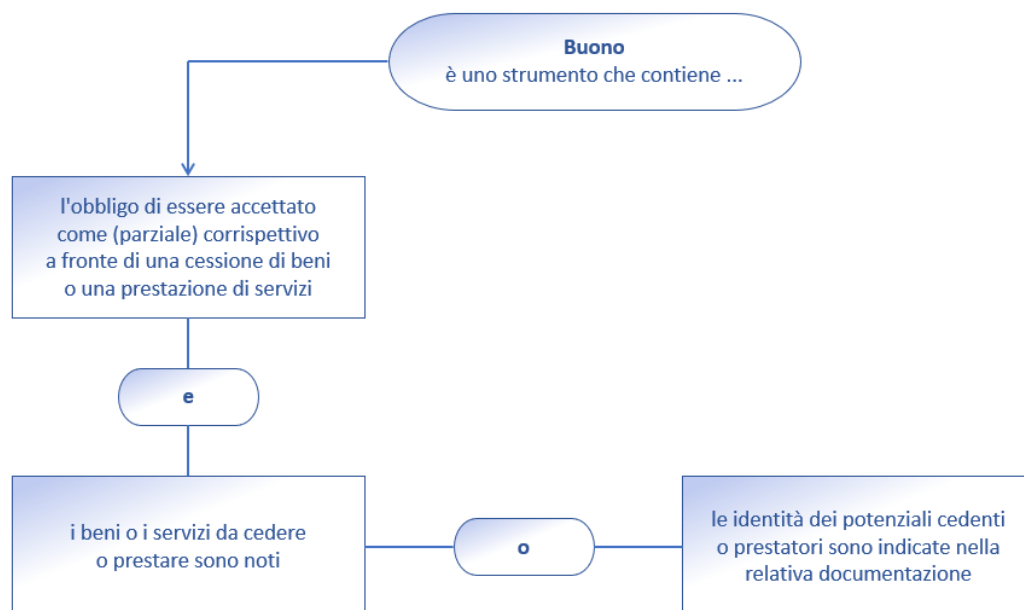 Buono
è uno strumento che contiene ...
l'obbligo di essere accettato
come (parziale) corrispettivo
a fronte di una cessione di beni
o una prestazione di servizi
e
i beni o i servizi da cedere
o prestare sono noti
o
le identità dei potenziali cedenti
o prestatori sono indicate nella
relativa documentazione